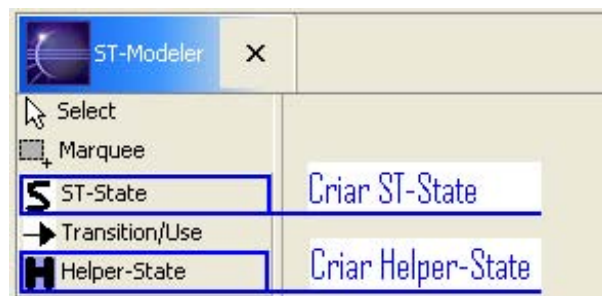 ST-Modeler
Select
Marquee
ST-State
Criar ST-State
Transition/Use
Helper-State
Criar Helper-State